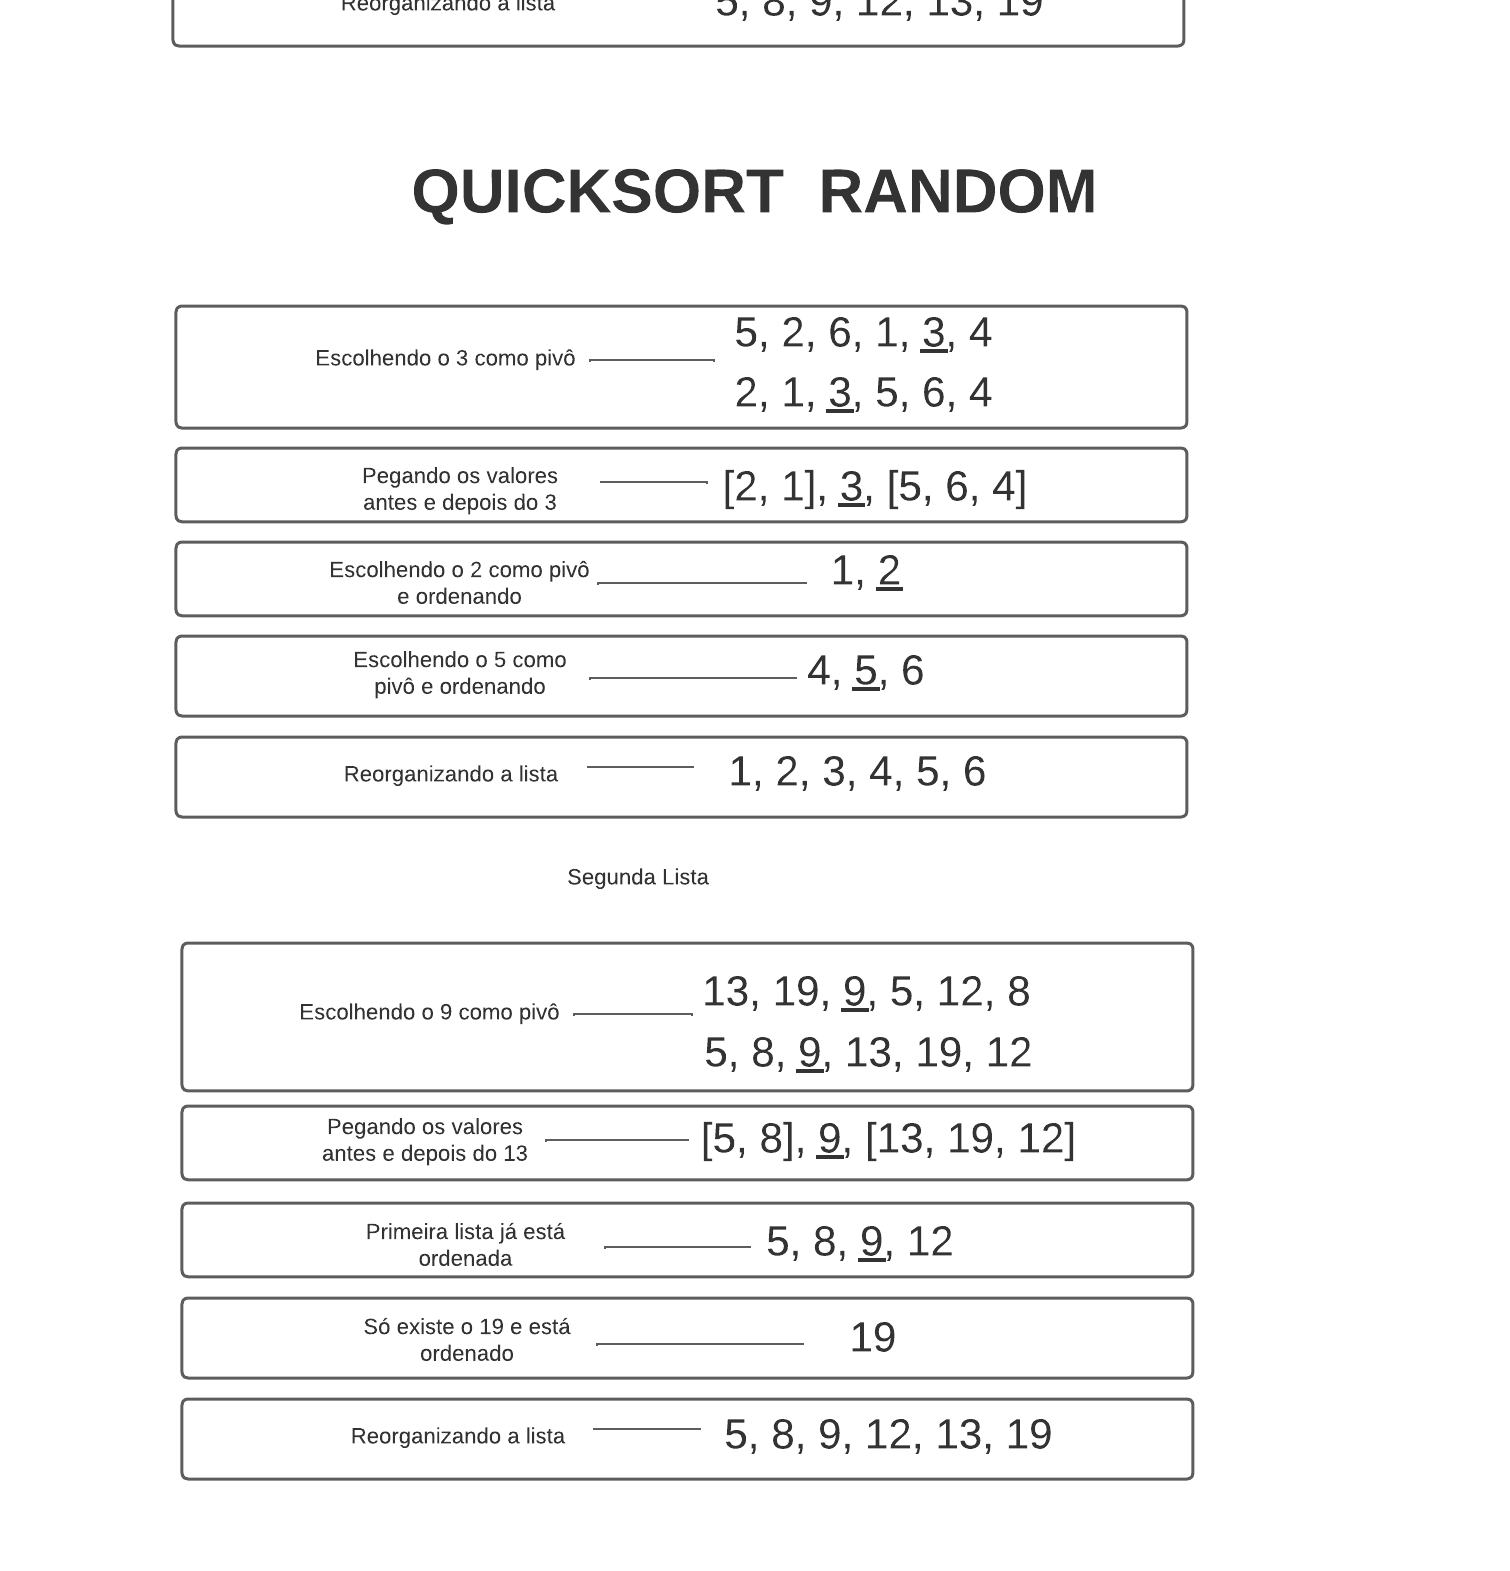 Reorganizando a lista 5, 8, 9, 12, 13, 19
QUICKSORT RANDOM
5, 2, 6, 1, 3, 4
Escolhendo o 3 como pivô
2, 1, 3, 5, 6, 4
Pegando os valores
antes e depois do 3
[2, 1], 3, [5, 6, 4]
Escolhendo o 2 como pivô
e ordenando
1, 2
Escolhendo o 5 como
pivô e ordenando
4, 5, 6
Reorganizando a lista 1, 2, 3, 4, 5, 6
Segunda Lista
13, 19, 9, 5, 12, 8
Escolhendo o 9 como pivô
5, 8, 9, 13, 19, 12
Pegando os valores
antes e depois do 13
[5, 8], 9, [13, 19, 12]
Primeira lista já está
ordenada
5, 8, 9, 12
Só existe o 19 e está
ordenado
19
Reorganizando a lista 5, 8, 9, 12, 13, 19